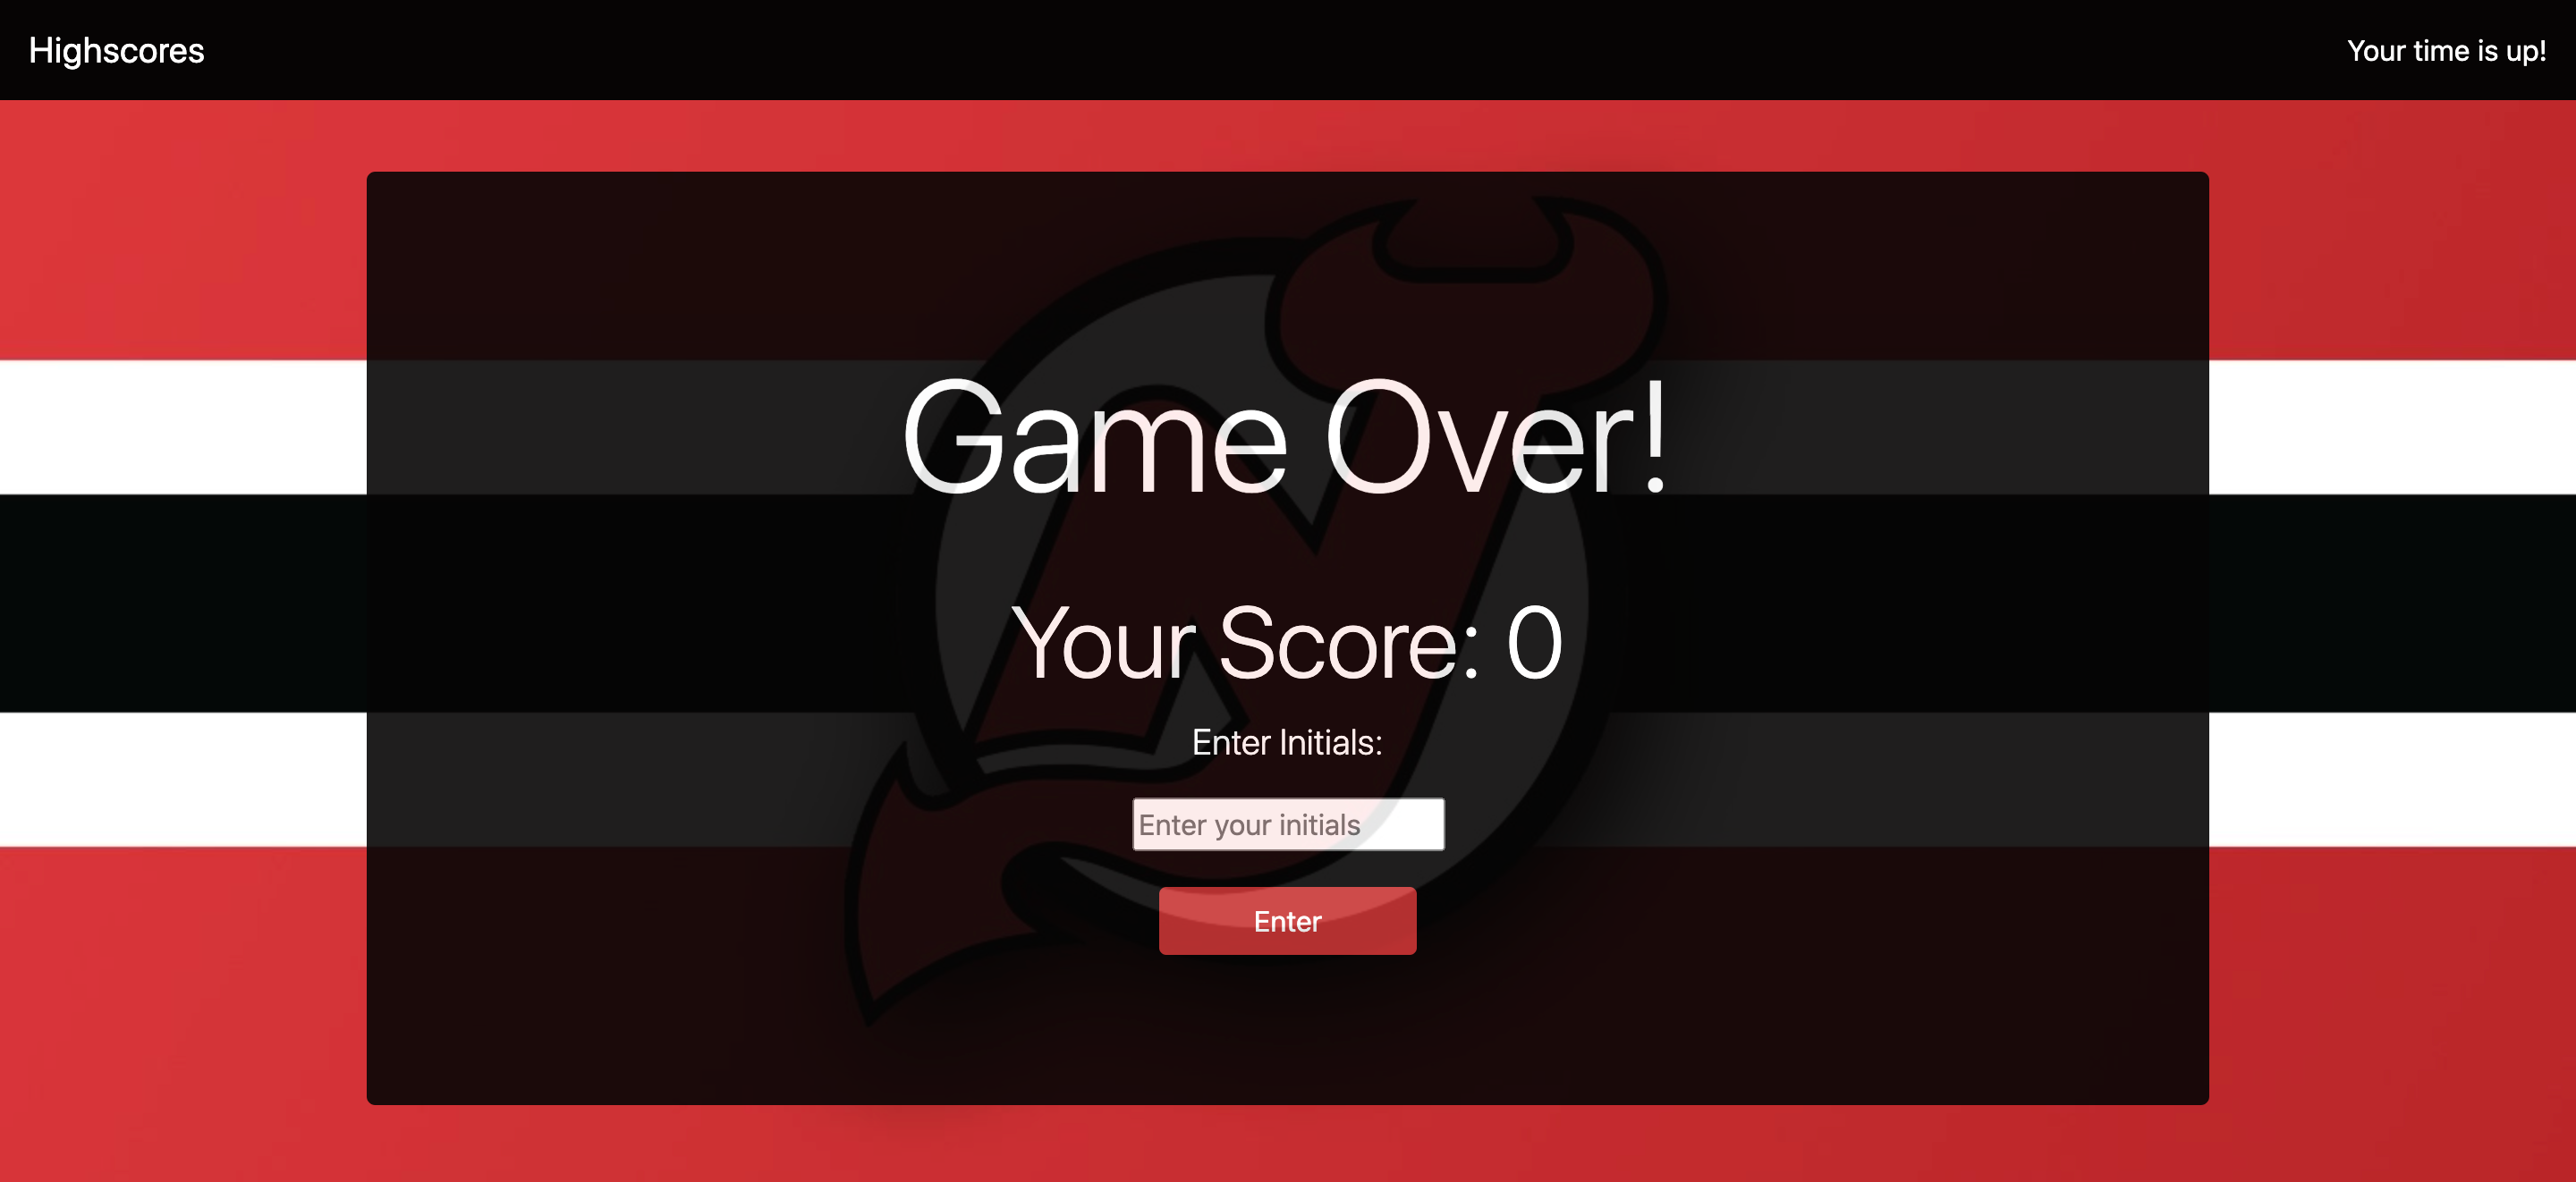 Highscores
Your time is up!
Game Over!
Your Score: 0
Enter Initials:
Enter your initials
Enter